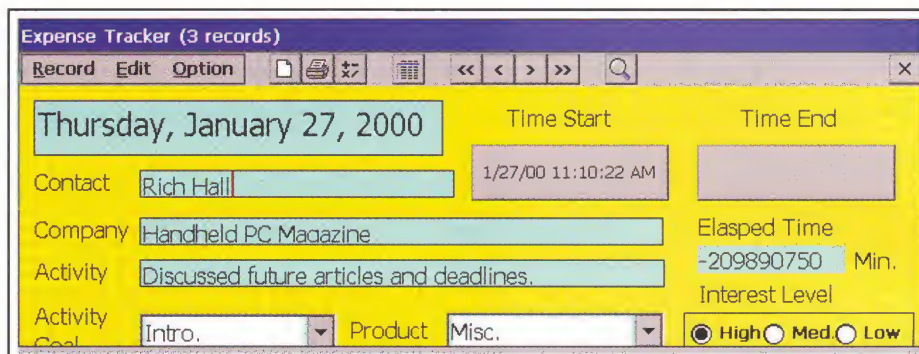 Expense Tracker (3 records)
Record Edit Option << < > >> ×
Thursday, January 27, 2000 Time Start Time End
1/27/00 11:10:22 AM
Contact Rich Hall
Company Handheld PC Magazine Elasped Time
Activity Discussed future articles and deadlines. -209890750 Min.
Interest Level
Activity Goal Intro. Product Misc. High Med. Low